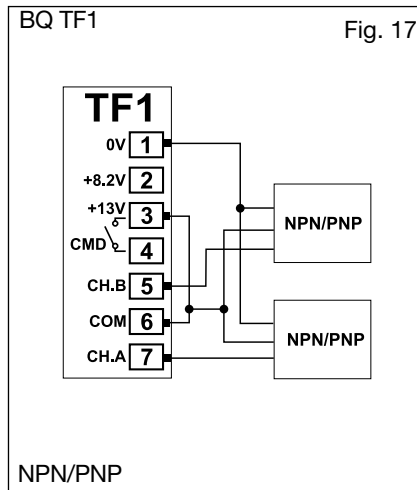 BQ TF1
Fig. 17
TF1
0V 1
+8.2V 2
+13V 3
CMD 4
CH.B 5
COM 6
CH.A 7
NPN/PNP
NPN/PNP
NPN/PNP